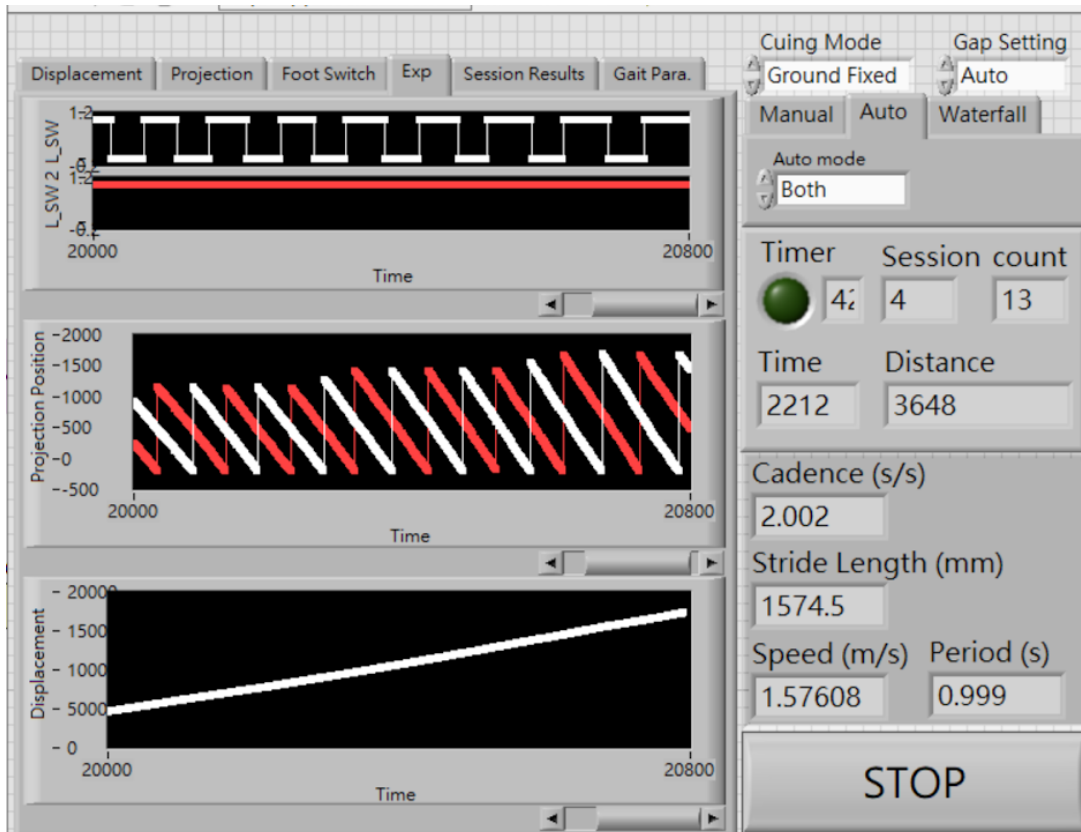 Cuing Mode Gap Setting
Ground Fixed Auto
Displacement Projection Foot Switch Exp Session Results Gait Para.
Manual Auto Waterfall
Auto mode
Both
L_SW 2 L_SW
20000 20800
Time
Timer Session count
42 4 13
Projection Position
-2000
-1500
-1000
-500
-0
--500
20000 20800
Time
Time Distance
2212 3648
Cadence (s/s)
2.002
Stride Length (mm)
1574.5
Speed (m/s) Period (s)
1.57608 0.999
Displacement
- 20000
- 1500
- 1000
- 5000
- 0
20000 20800
Time
STOP